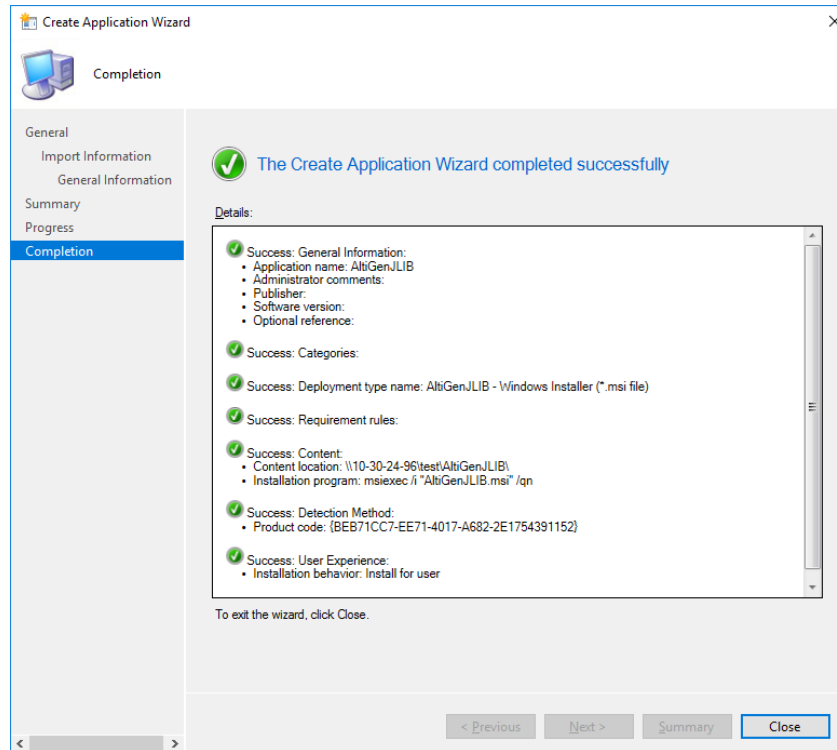 Create Application Wizard
Completion
General
Import Information
General Information
Summary
Progress
Completion
The Create Application Wizard completed successfully
Details:
Success: General Information:
• Application name: AltiGenJLIB
• Administrator comments:
• Publisher:
• Software version:
• Optional reference:
Success: Categories:
Success: Deployment type name: AltiGenJLIB - Windows Installer (*.msi file)
Success: Requirement rules:
Success: Content:
• Content location: \\10-30-24-96\test\AltiGenJLIB\
• Installation program: msiexec /i "AltiGenJLIB.msi" /qn
Success: Detection Method:
• Product code: {BEB71CC7-EE71-4017-A682-2E1754391152}
Success: User Experience:
• Installation behavior: Install for user
To exit the wizard, click Close.
< Previous
Next >
Summary
Close